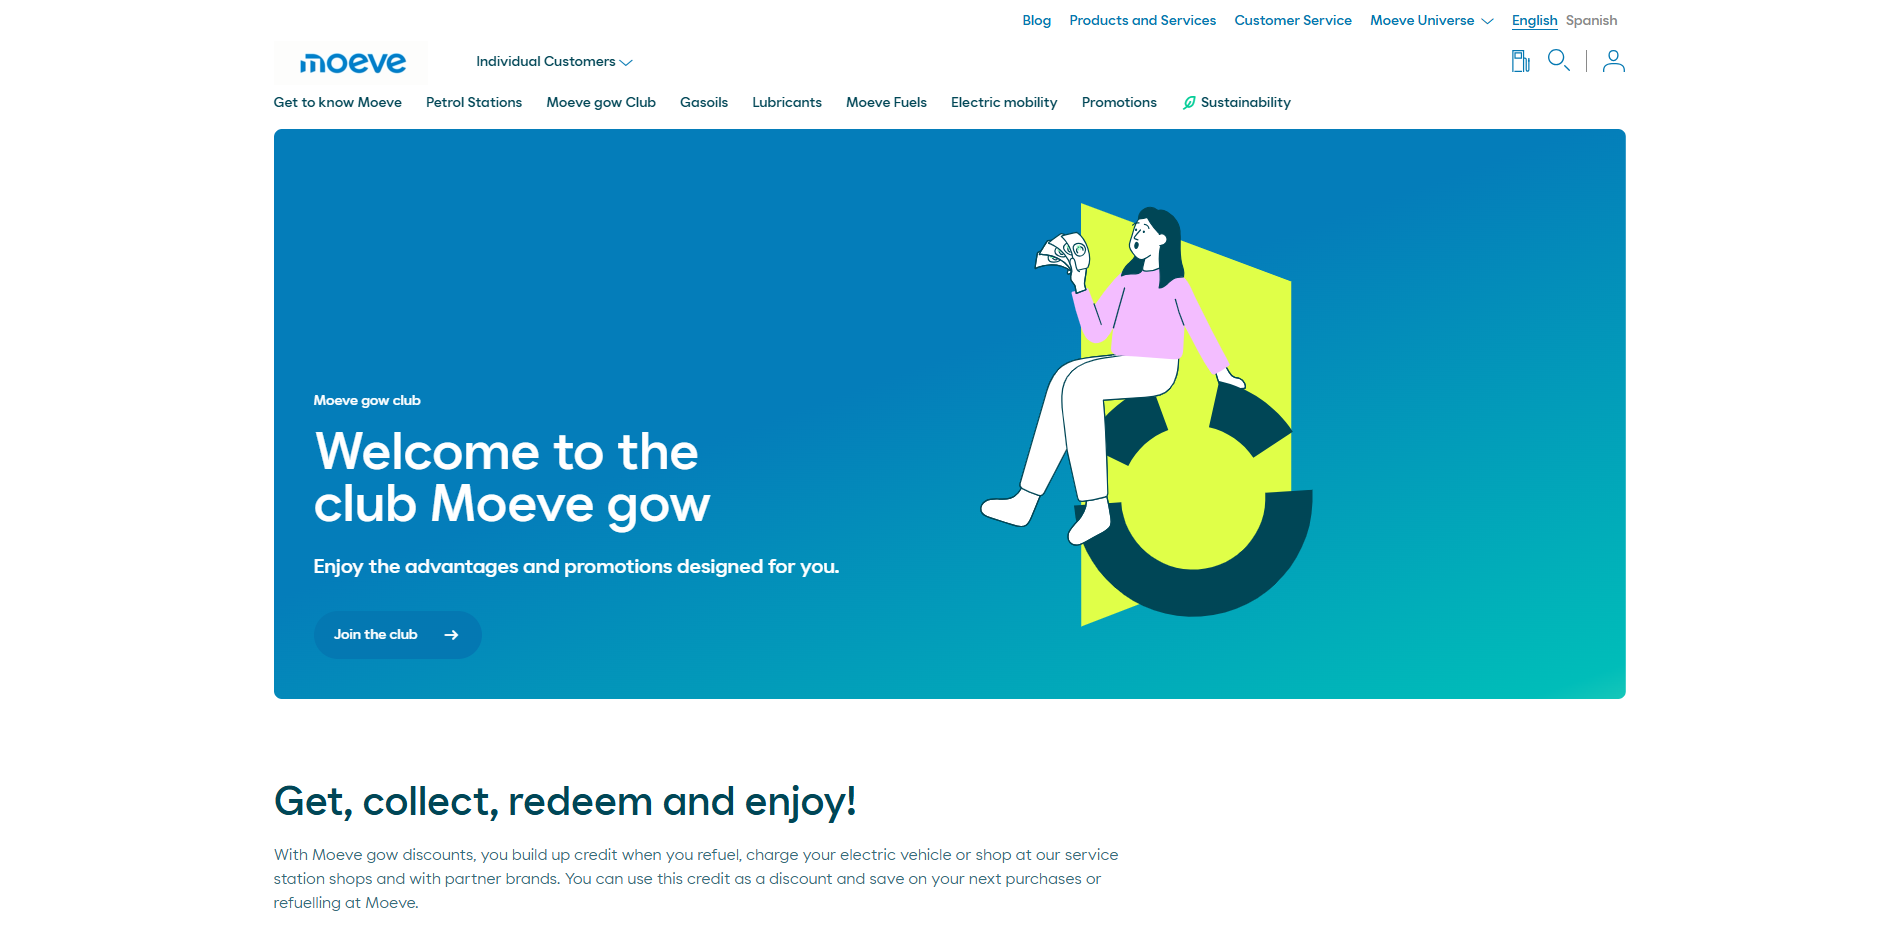 Blog Products and Services Customer Service Moeve Universe English Spanish
moeve Individual Customers
Get to know Moeve Petrol Stations Moeve gow Club Gasoils Lubricants Moeve Fuels Electric mobility Promotions Sustainability
Moeve gow club
Welcome to the
club Moeve gow
Enjoy the advantages and promotions designed for you.
Join the club
Get, collect, redeem and enjoy!
With Moeve gow discounts, you build up credit when you refuel, charge your electric vehicle or shop at our service
station shops and with partner brands. You can use this credit as a discount and save on your next purchases or
refuelling at Moeve.